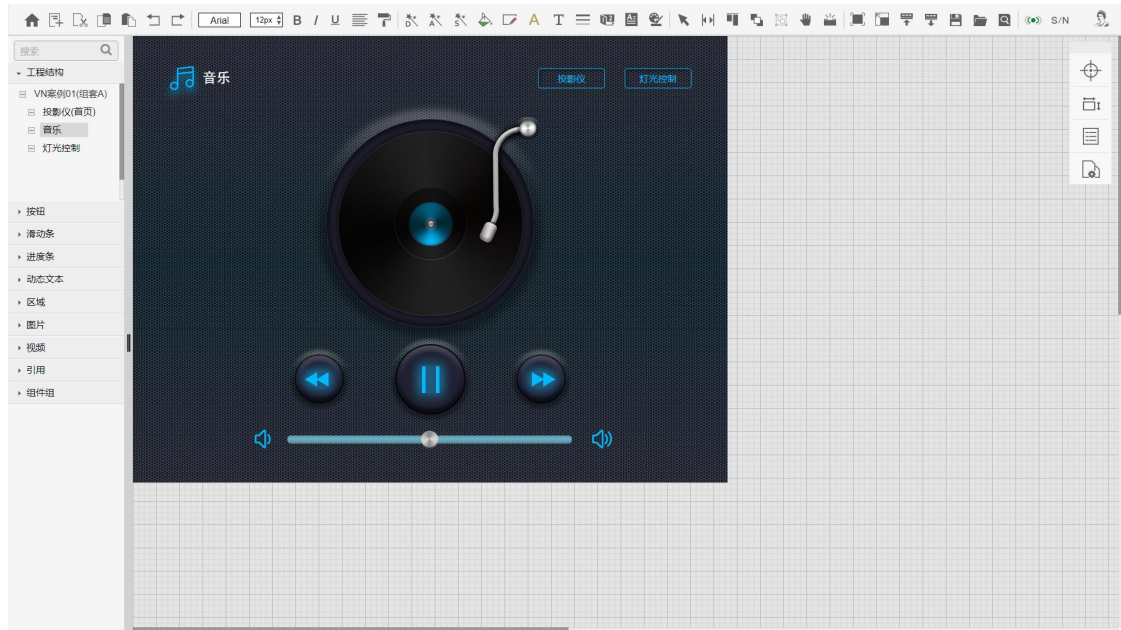 Arial 12px B I U D A S A T S/N
搜索
工程结构
VN案例01(组套A)
投影仪(首页)
音乐
灯光控制
按钮
滑动条
进度条
动态文本
区域
图片
视频
引用
组件组
音乐
投影仪
灯光控制